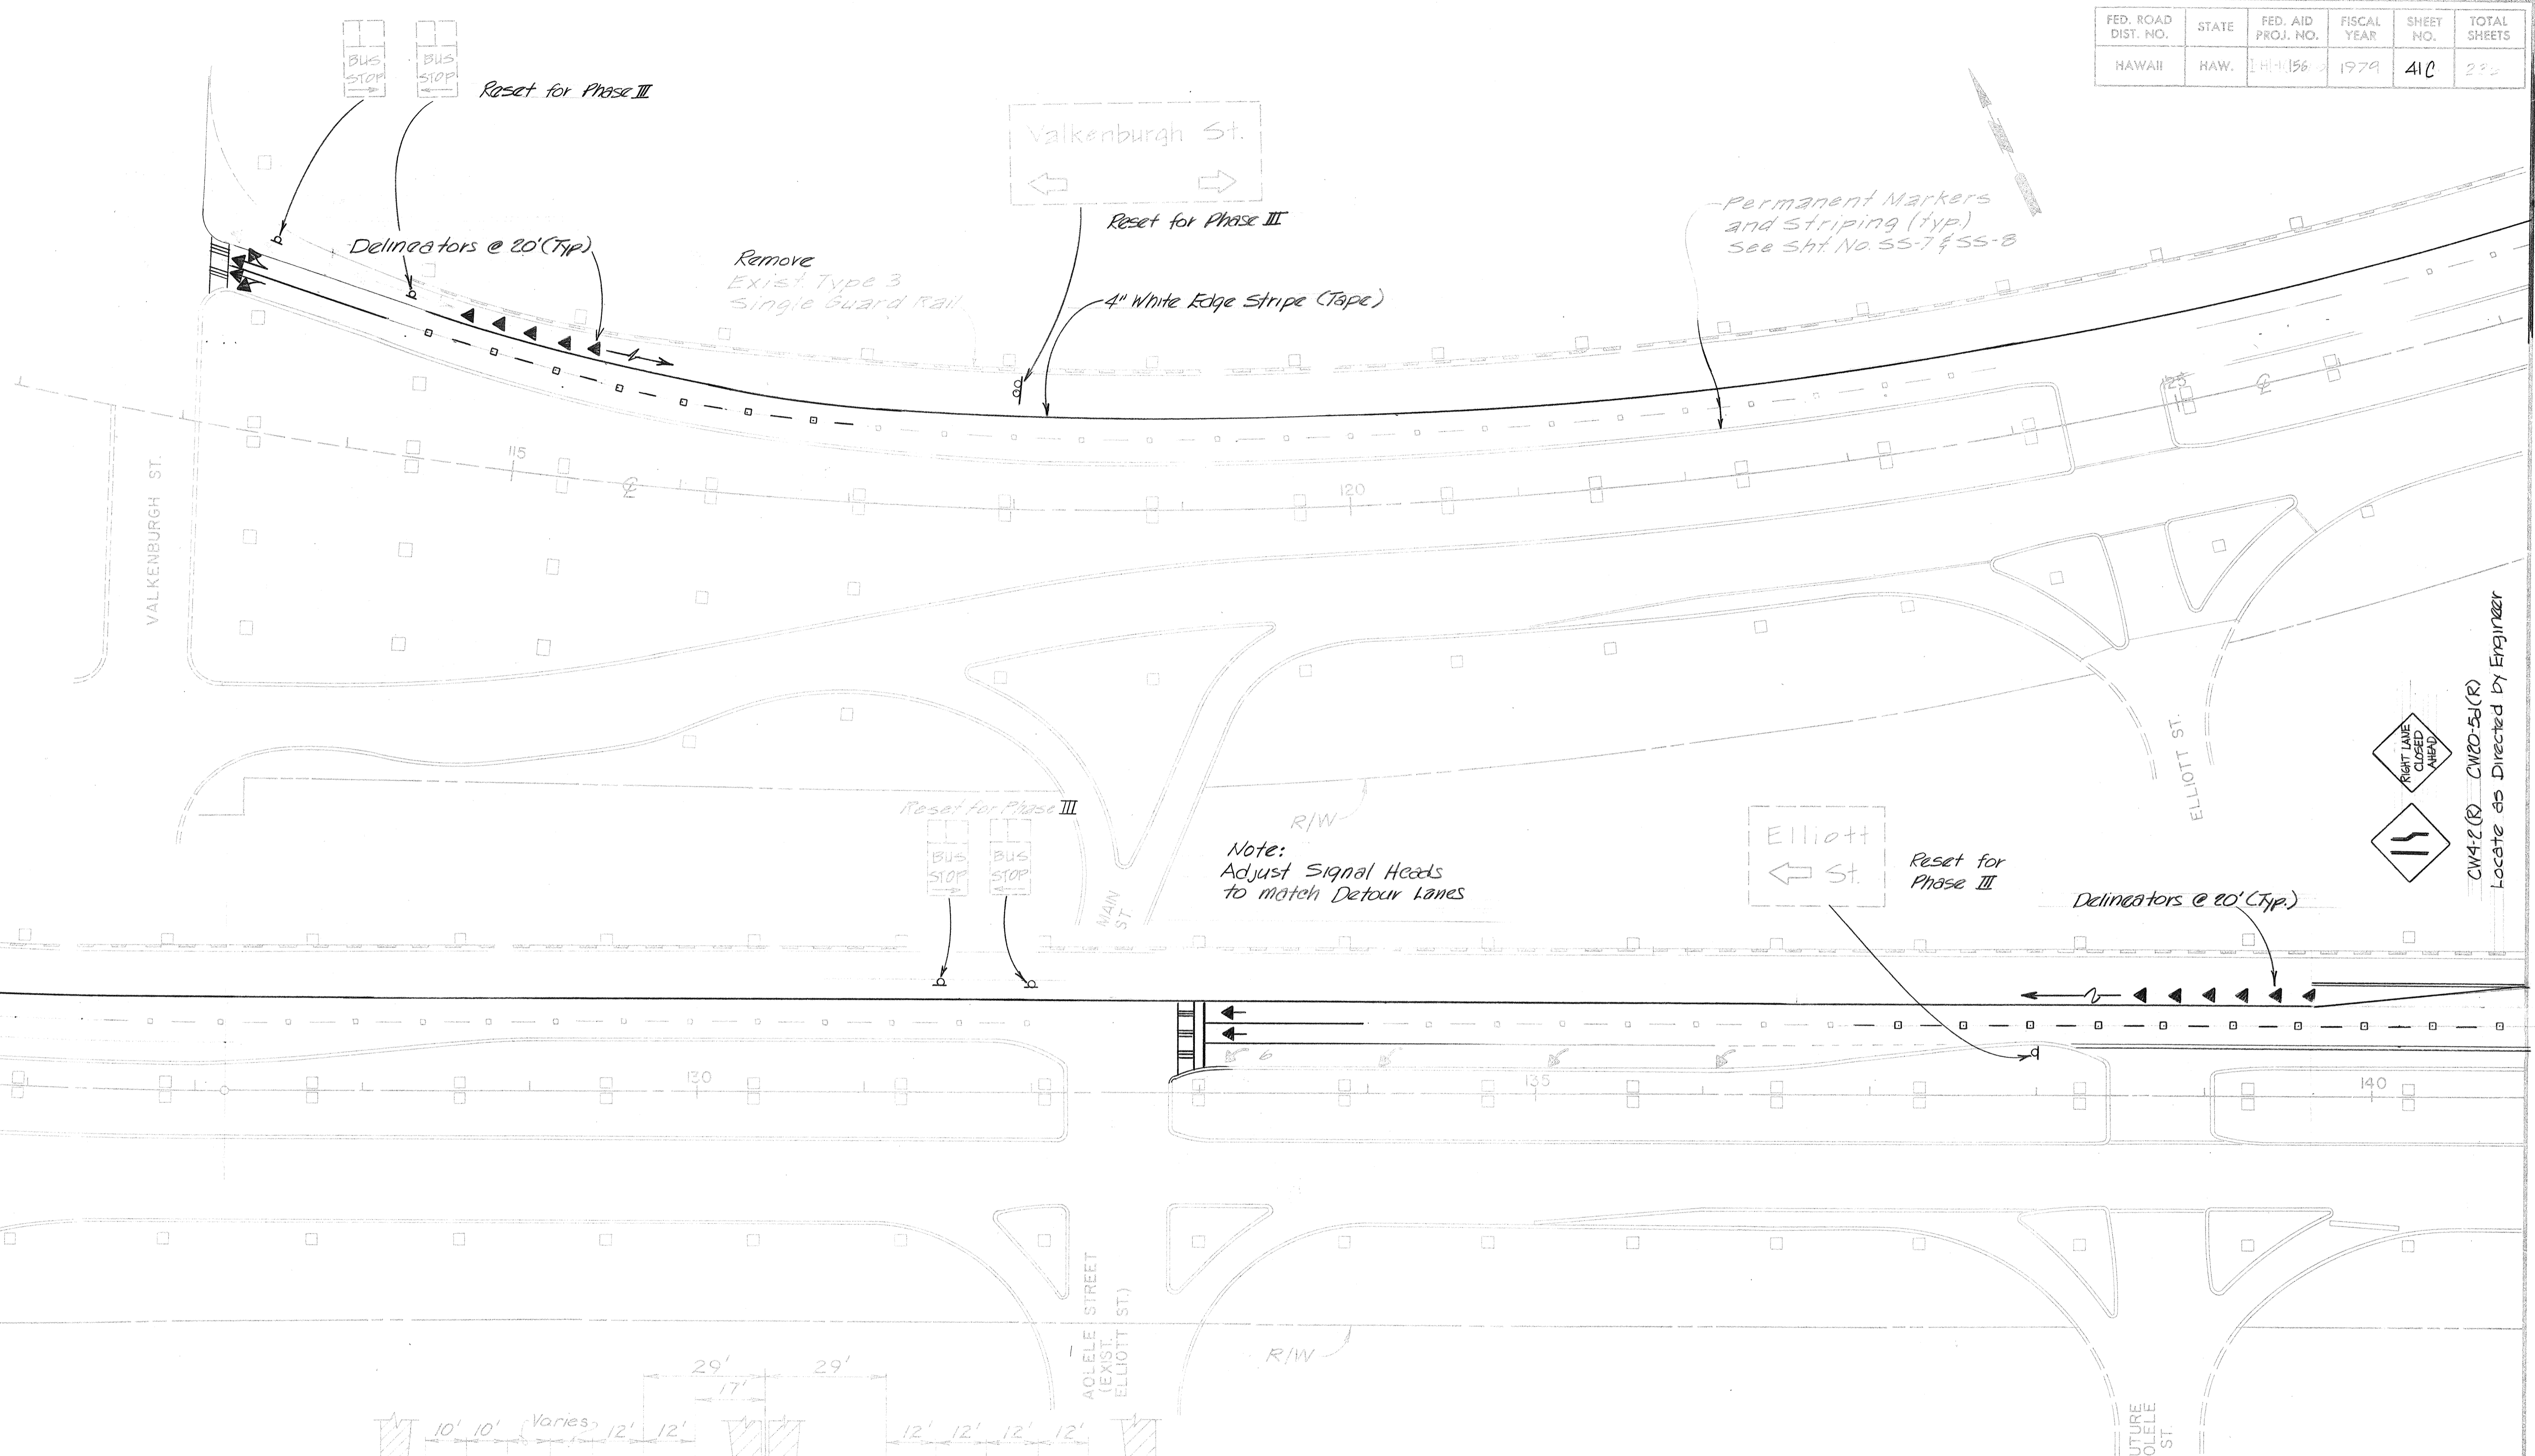 FED. ROAD DIST. NO.
STATE
FED. AID PROJ. NO.
FISCAL YEAR
SHEET NO.
TOTAL SHEETS
HAWAII
HAW.
1979
41C
BUS STOP
BUS STOP
Reset for Phase III
Valkenburgh St.
Reset for Phase III
Permanent Markers
and Striping (typ.)
See Sht. No. SS-7 & SS-8
Delineators @ 20' (Typ)
Remove
Exist. Type 3
Single Guard Rail
4" White Edge Stripe (Tape)
125
115
120
VALKENBURGH ST.
ELLIOTT ST.
RIGHT LANE
CLOSED
AHEAD
CW4-2(R) CW20-5d(R)
Locate as Directed by Engineer
Reset for Phase III
BUS STOP
BUS STOP
R/W
MAIN ST.
Note:
Adjust Signal Heads
to match Detour Lanes
Elliott
St.
Reset for
Phase III
Delineators @ 20' (Typ.)
6
130
135
140
AOLELE STREET
(EXIST.
ELLIOTT ST.)
R/W
29'
29'
17'
10'
10'
Varies
12'
12'
12'
12'
12'
12'
ST.